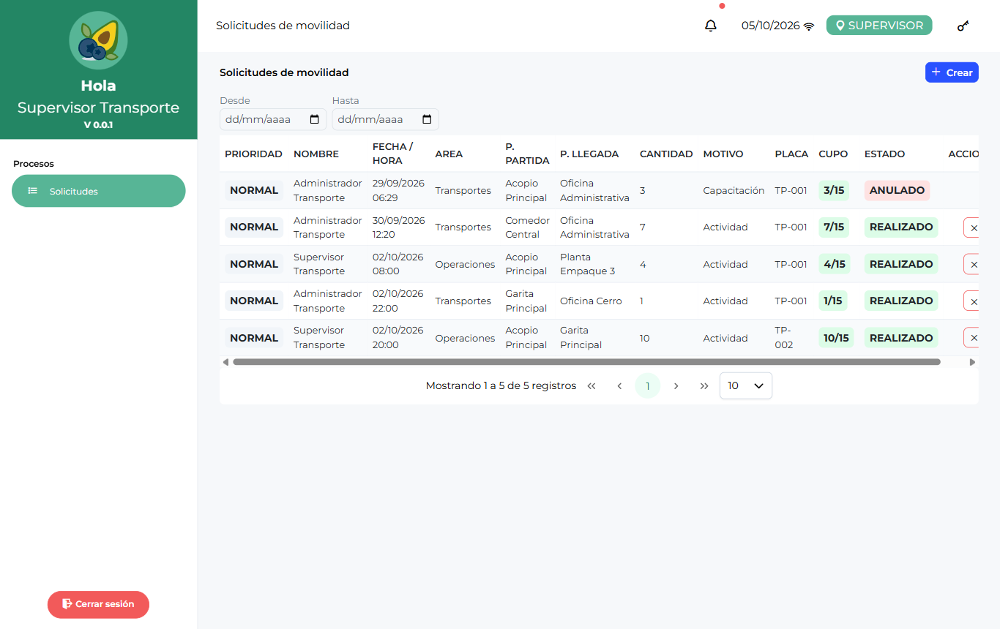 Hola
Supervisor Transporte
V 0.0.1
Procesos
Solicitudes
Cerrar sesión
Solicitudes de movilidad
05/10/2026
SUPERVISOR
Solicitudes de movilidad
+ Crear
Desde Hasta
dd/mm/aaaa dd/mm/aaaa
PRIORIDAD NOMBRE FECHA / HORA AREA P. PARTIDA P. LLEGADA CANTIDAD MOTIVO PLACA CUPO ESTADO ACCIO
NORMAL Administrador Transporte 29/09/2026 06:29 Transportes Acopio Principal Oficina Administrativa 3 Capacitación TP-001 3/15 ANULADO
NORMAL Administrador Transporte 30/09/2026 12:20 Transportes Comedor Central Oficina Administrativa 7 Actividad TP-001 7/15 REALIZADO
NORMAL Supervisor Transporte 02/10/2026 08:00 Operaciones Acopio Principal Planta Empaque 3 4 Actividad TP-001 4/15 REALIZADO
NORMAL Administrador Transporte 02/10/2026 22:00 Transportes Garita Principal Oficina Cerro 1 Actividad TP-001 1/15 REALIZADO
NORMAL Supervisor Transporte 02/10/2026 20:00 Operaciones Acopio Principal Garita Principal 10 Actividad TP-002 10/15 REALIZADO
Mostrando 1 a 5 de 5 registros « ‹ 1 › » 10